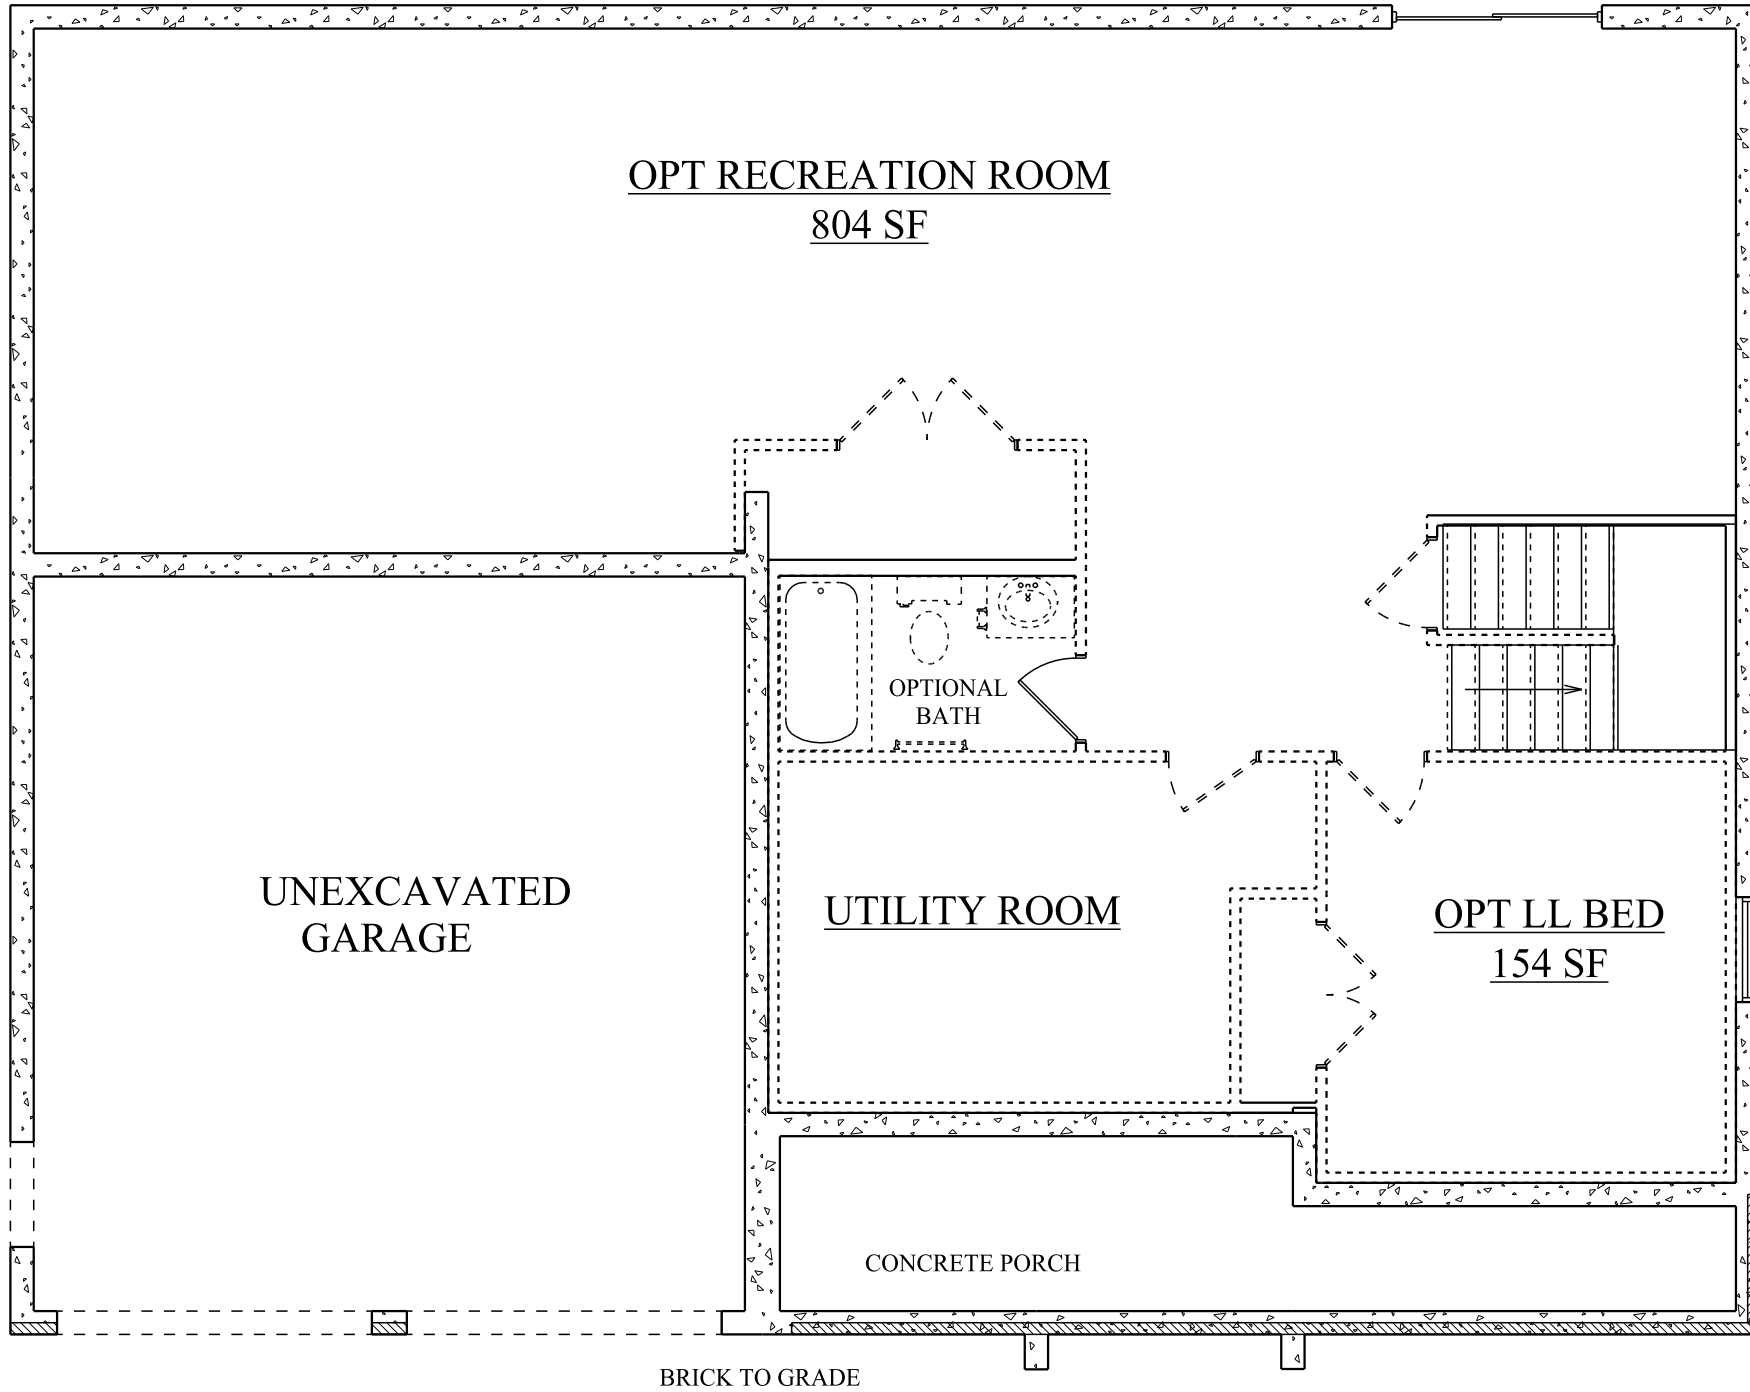 OPT RECREATION ROOM
804 SF
OPTIONAL
BATH
UNEXCAVATED
GARAGE
UTILITY ROOM
OPT LL BED
154 SF
CONCRETE PORCH
BRICK TO GRADE